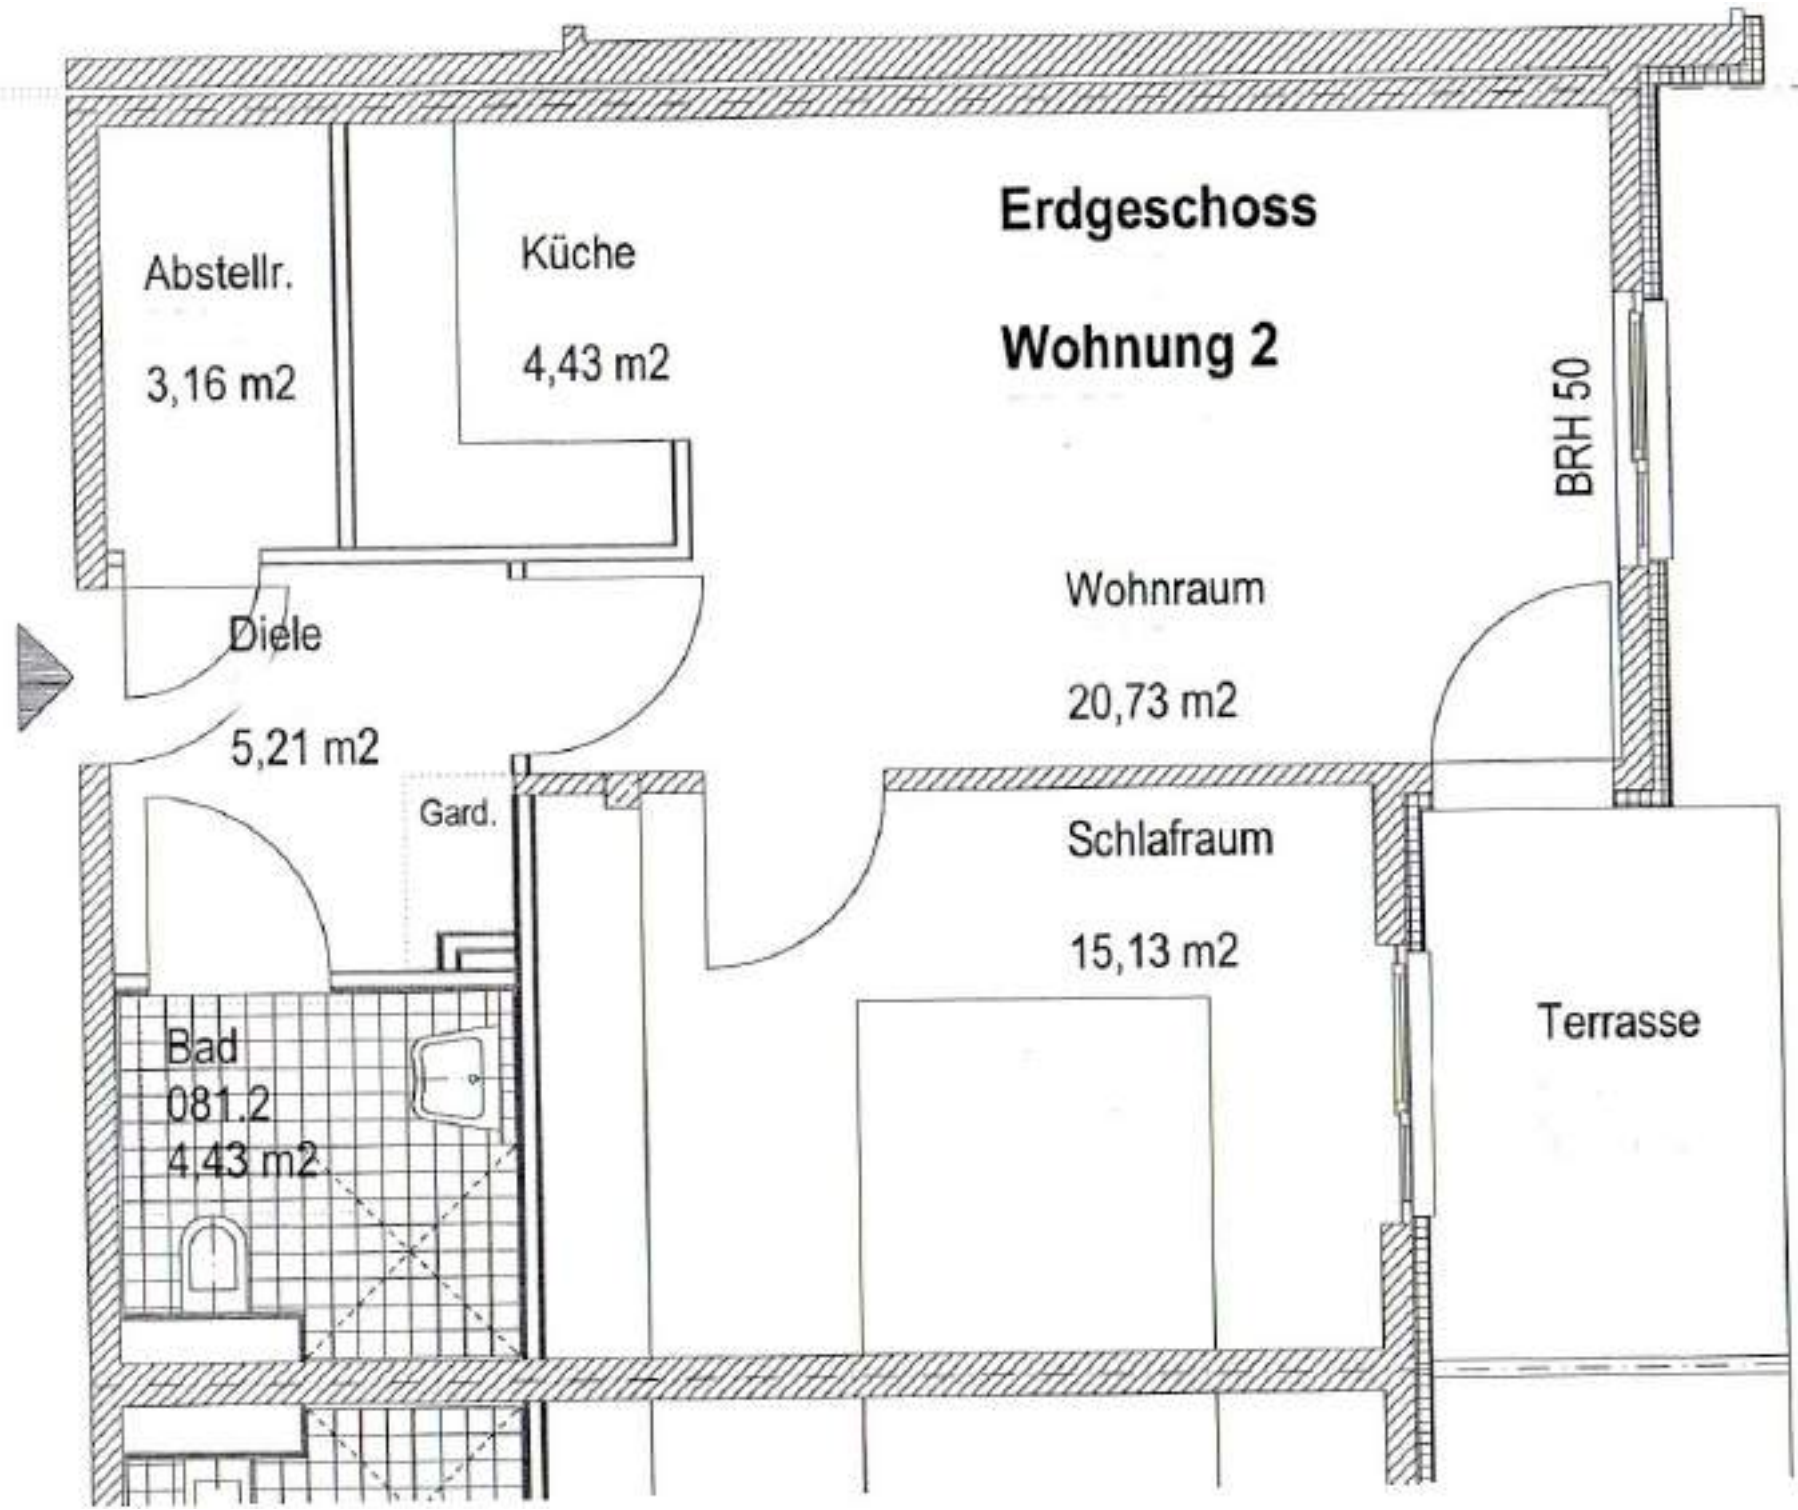 Erdgeschoss
Wohnung 2
Abstellr.
3,16 m2
Küche
4,43 m2
BRH 50
Wohnraum
20,73 m2
Diele
5,21 m2
Gard.
Schlafraum
15,13 m2
Terrasse
Bad
081.2
4,43 m2